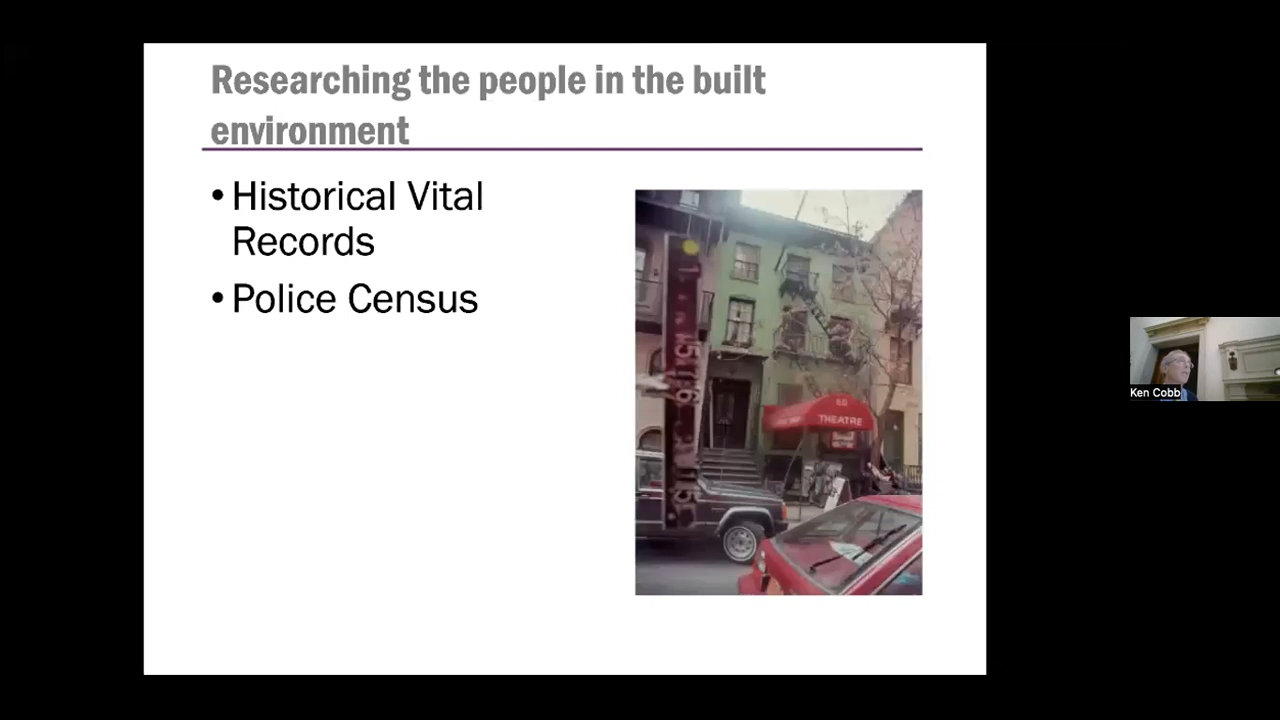 Researching the people in the built
environment
• Historical Vital
Records
• Police Census
THEATRE
Ken Cobb